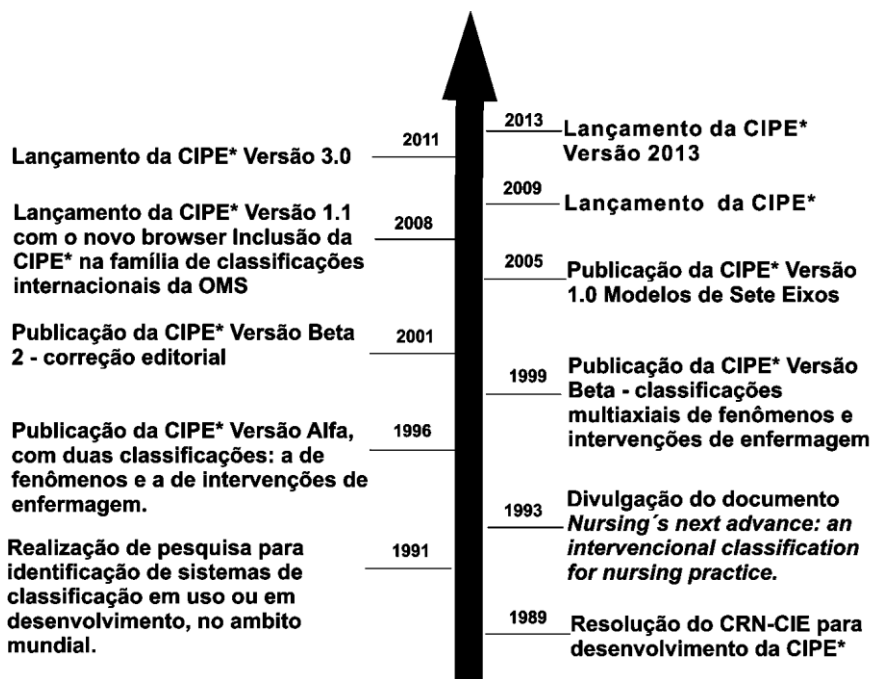 2013
Lançamento da CIPE*
Versão 2013
2011
Lançamento da CIPE* Versão 3.0
2009
Lançamento da CIPE*
Lançamento da CIPE* Versão 1.1
com o novo browser Inclusão da
CIPE* na família de classificações
internacionais da OMS
2008
2005
Publicação da CIPE* Versão
1.0 Modelos de Sete Eixos
Publicação da CIPE* Versão Beta
2 - correção editorial
2001
1999
Publicação da CIPE* Versão
Beta - classificações
multiaxiais de fenômenos e
intervenções de enfermagem
Publicação da CIPE* Versão Alfa,
com duas classificações: a de
fenômenos e a de intervenções de
enfermagem.
1996
1993
Divulgação do documento
Nursing´s next advance: an
intervencional classification
for nursing practice.
Realização de pesquisa para
identificação de sistemas de
classificação em uso ou em
desenvolvimento, no ambito
mundial.
1991
1989
Resolução do CRN-CIE para
desenvolvimento da CIPE*